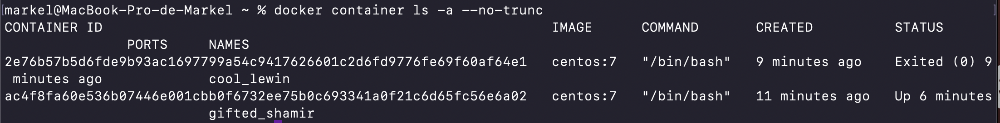 [markel@MacBook-Pro-de-Markel ~ % docker container ls -a --no-trunc ]
CONTAINER ID IMAGE COMMAND CREATED STATUS
PORTS NAMES
2e76b57b5d6fde9b93ac1697799a54c9417626601c2d6fd9776fe69f60af64e1 centos:7 "/bin/bash" 9 minutes ago Exited (0) 9
minutes ago cool_lewin
ac4f8fa60e536b07446e001cbb0f6732ee75b0c693341a0f21c6d65fc56e6a02 centos:7 "/bin/bash" 11 minutes ago Up 6 minutes
gifted_shamir